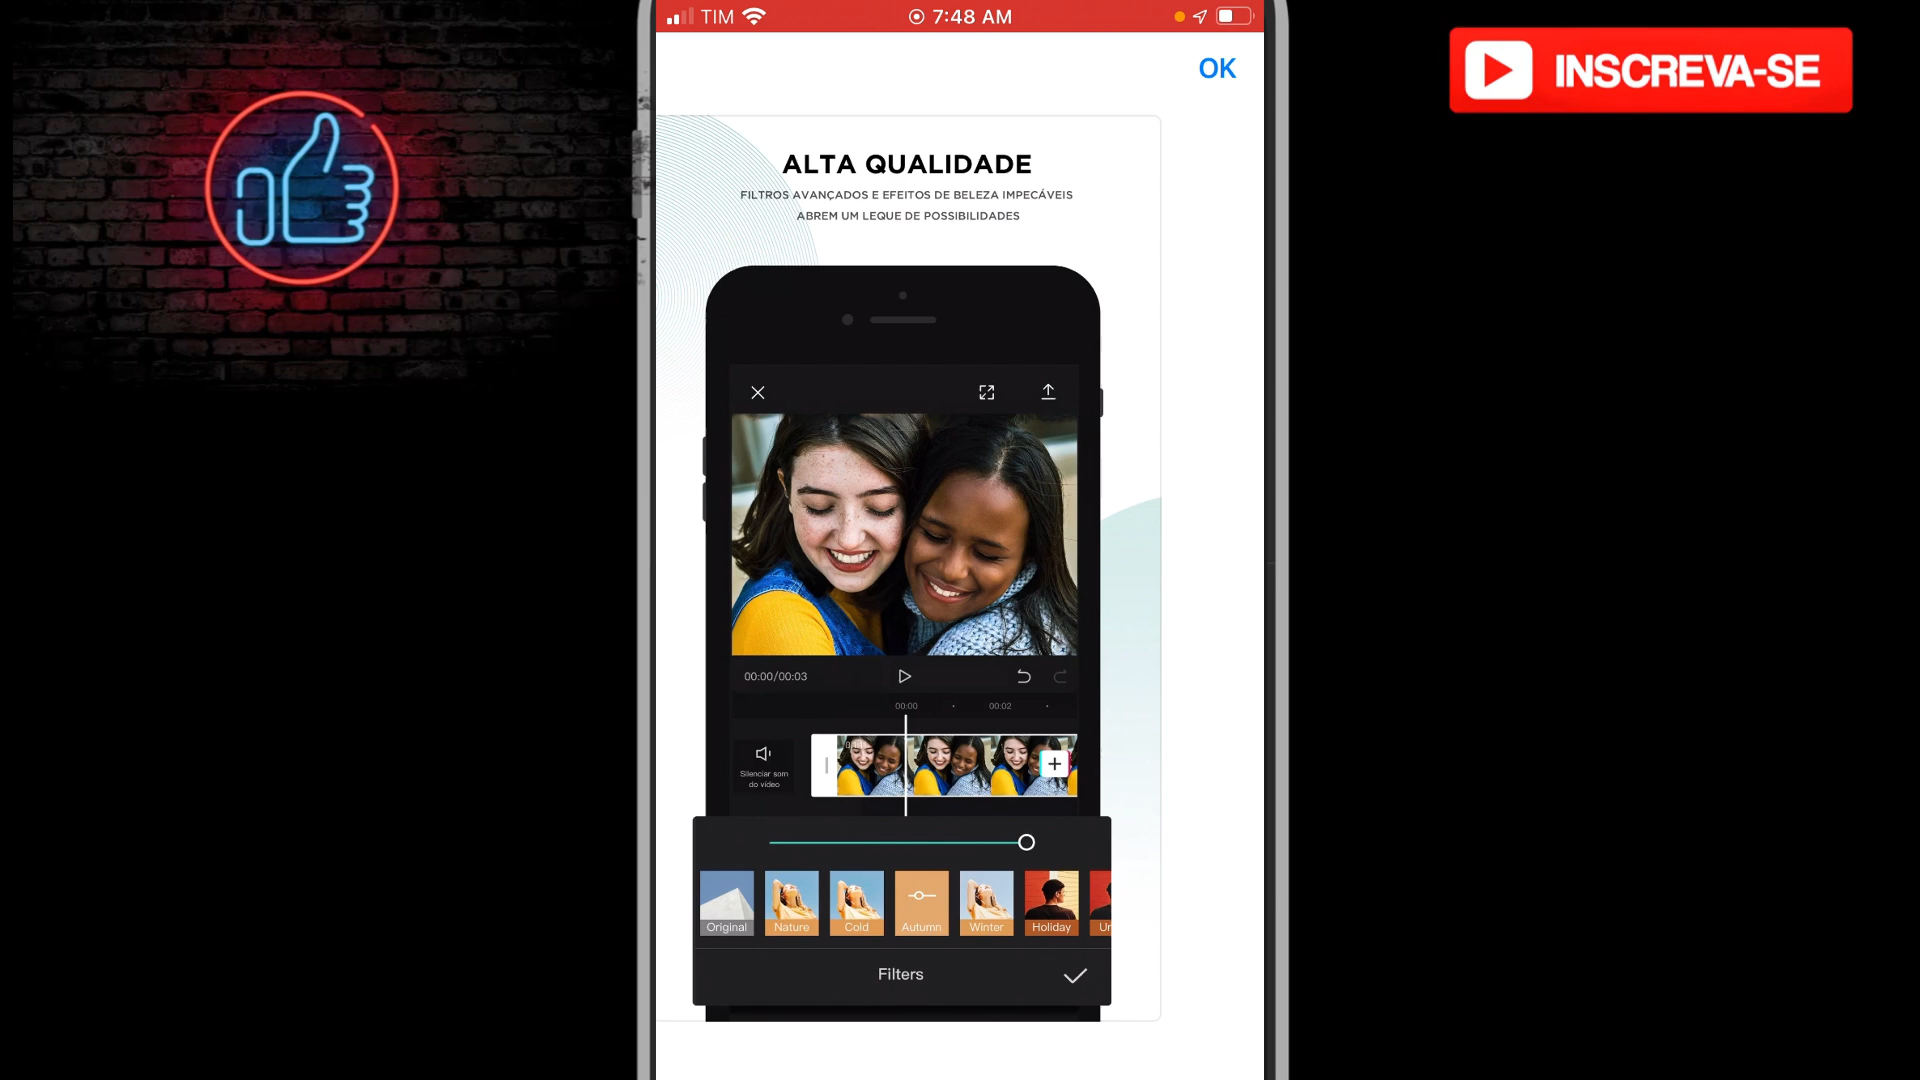 TIM
7:48 AM
INSCREVA-SE
OK
ALTA QUALIDADE
FILTROS AVANÇADOS E EFEITOS DE BELEZA IMPECÁVEIS
ABREM UM LEQUE DE POSSIBILIDADES
00:00/00:03
00:00
00:02
Silenciar som
do vídeo
Original
Nature
Cold
Autumn
Winter
Holiday
Ur
Filters